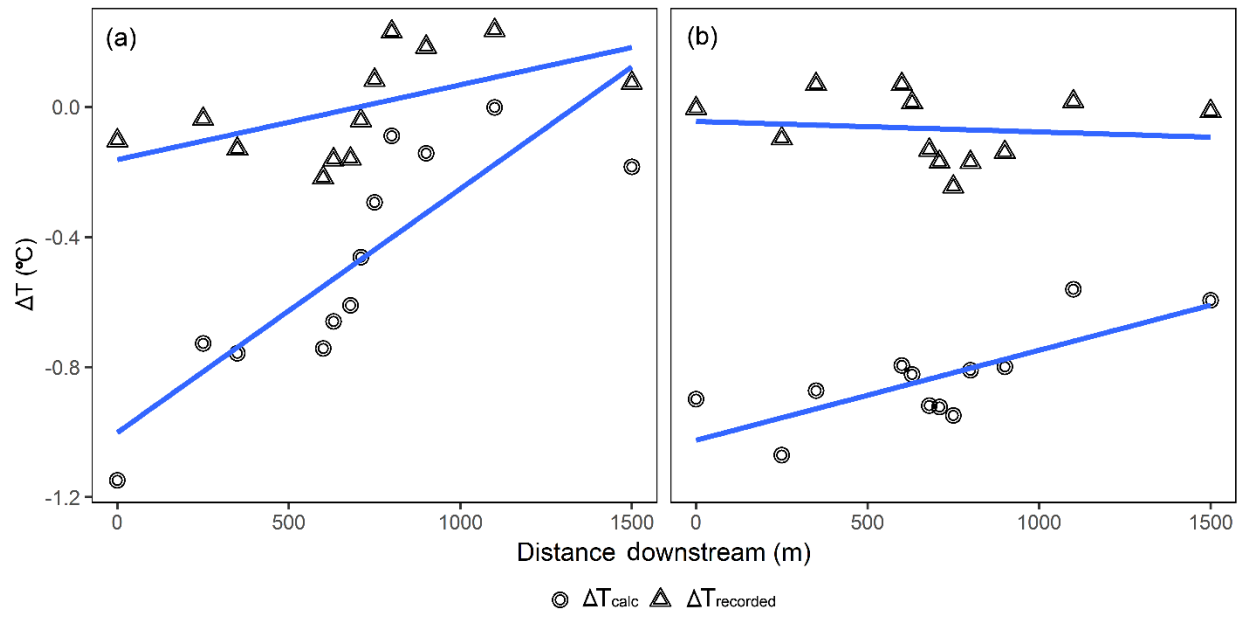 (a)
(b)
0.0
-0.4
-0.8
-1.2
ΔT (ºC)
0
500
1000
1500
0
500
1000
1500
Distance downstream (m)
ΔTcalc
ΔTrecorded